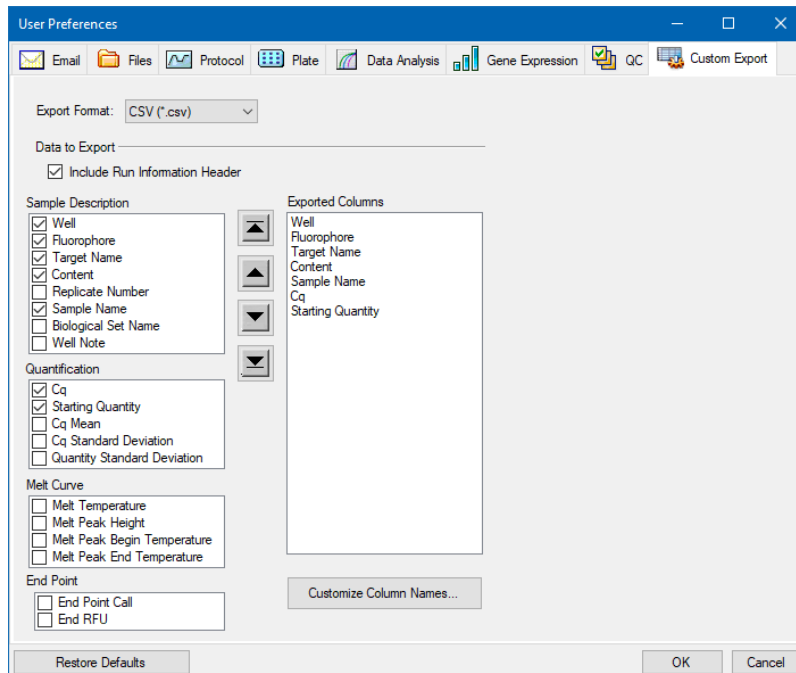 User Preferences
Email Files Protocol Plate Data Analysis Gene Expression QC Custom Export
Export Format: CSV (*.csv)
Data to Export
Include Run Information Header
Sample Description
Well
Fluorophore
Target Name
Content
Replicate Number
Sample Name
Biological Set Name
Well Note
Quantification
Cq
Starting Quantity
Cq Mean
Cq Standard Deviation
Quantity Standard Deviation
Melt Curve
Melt Temperature
Melt Peak Height
Melt Peak Begin Temperature
Melt Peak End Temperature
End Point
End Point Call
End RFU
Exported Columns
Well
Fluorophore
Target Name
Content
Sample Name
Cq
Starting Quantity
Customize Column Names...
Restore Defaults OK Cancel